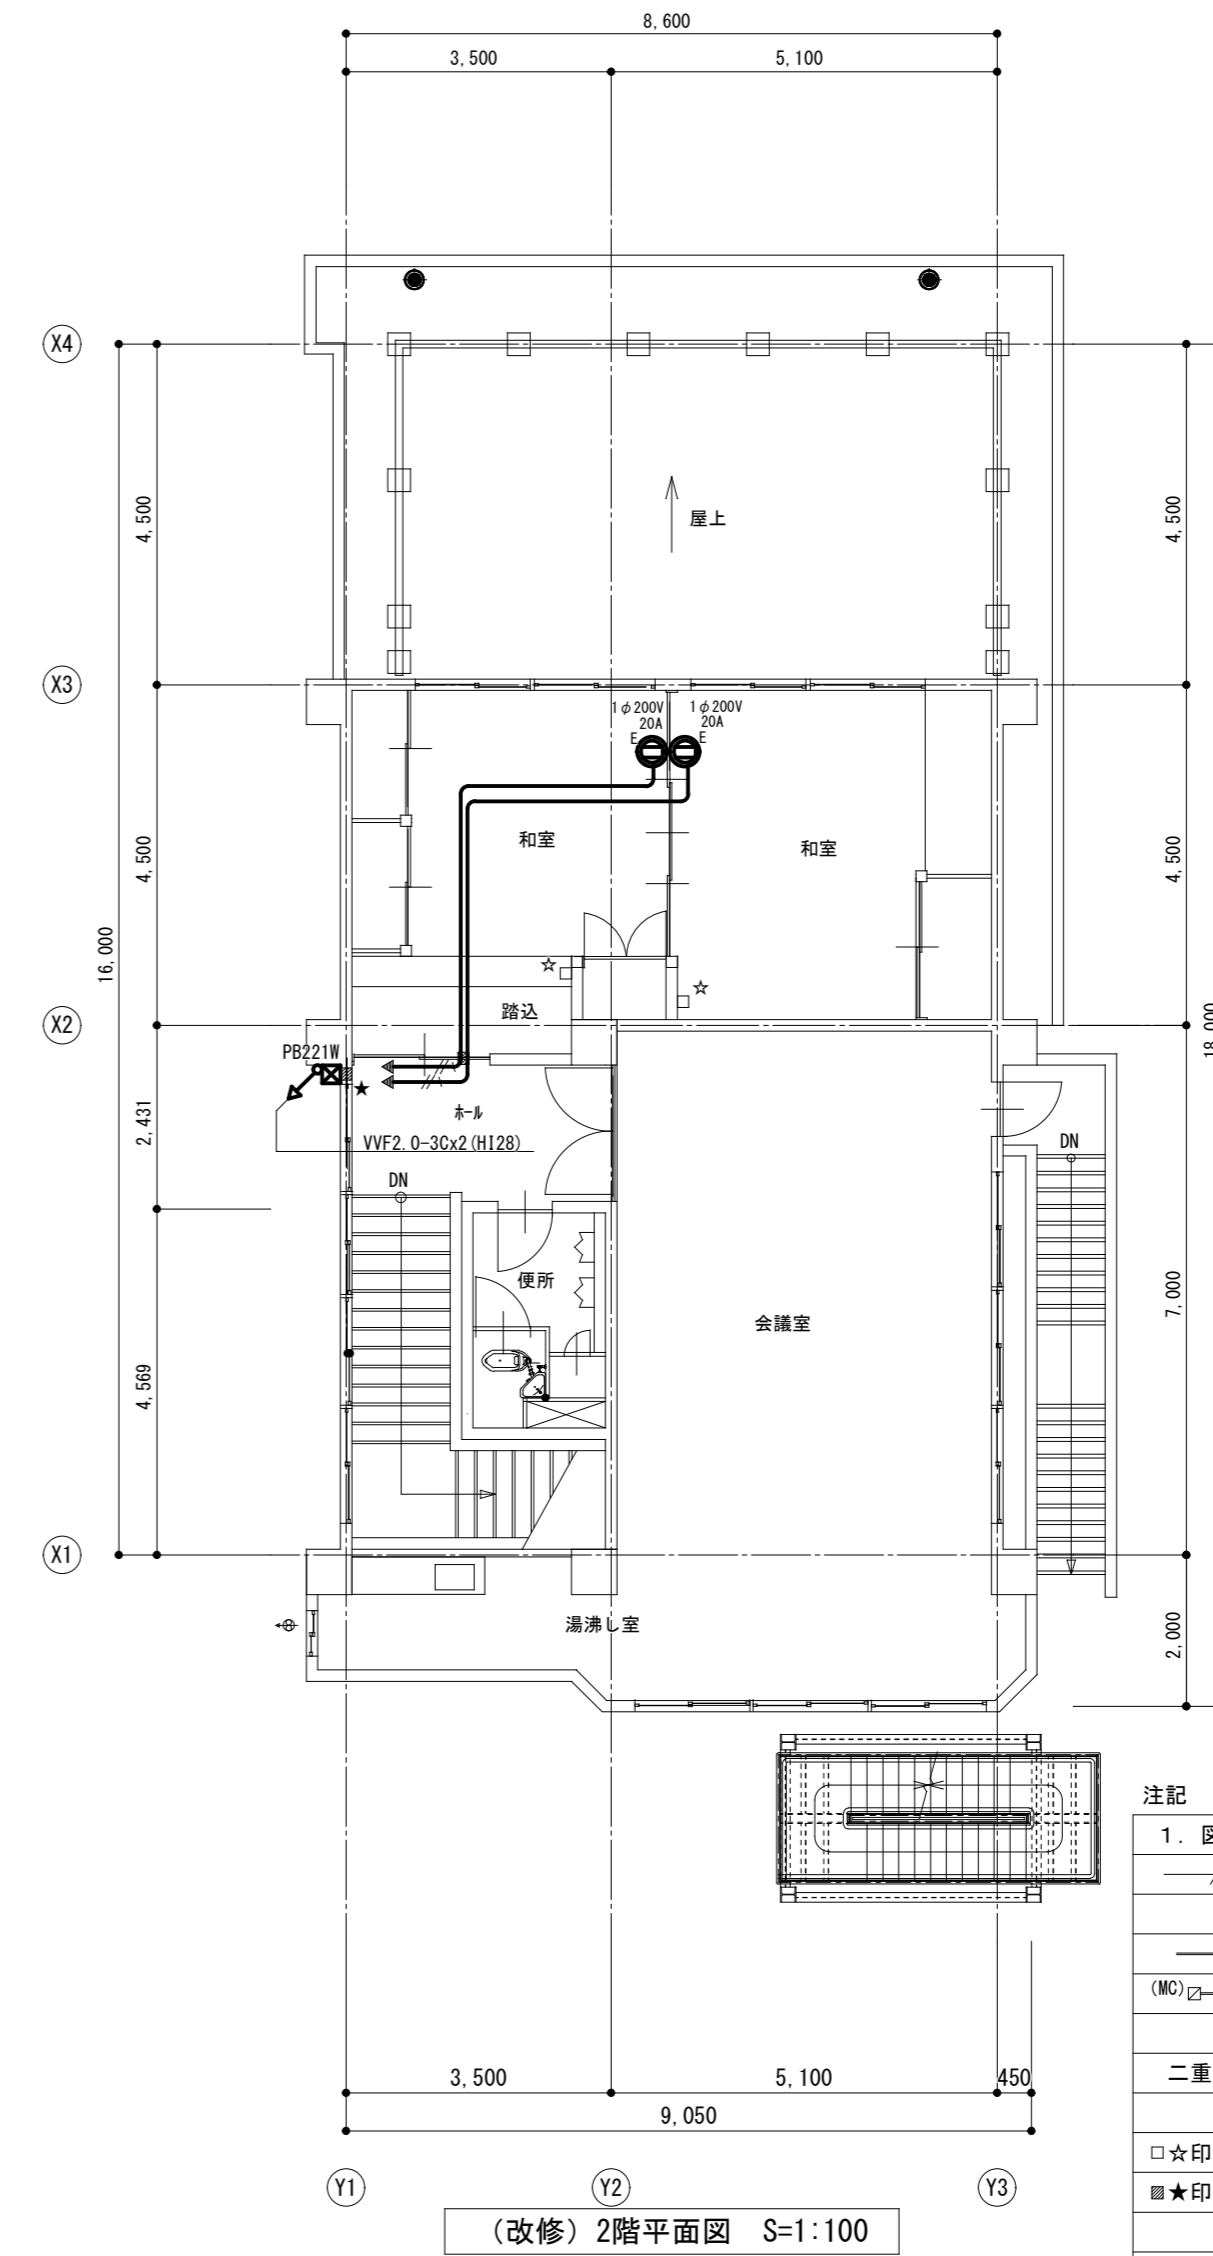 8,600
3,500
5,100
X4
4,500
4,500
屋上
X3
1φ200V
20A
E
1φ200V
20A
E
4,500
4,500
和室
和室
16,000
☆
☆
踏込
X2
18,000
PB221W
★
2,431
ホール
VVF2.0-3Cx2(HI28)
DN
DN
便所
会議室
7,000
4,569
X1
湯沸し室
2,000
注記
1. 図
(MC)
二重
□☆印
▨★印
3,500
5,100
450
9,050
Y1
Y2
Y3
(改修) 2階平面図 S=1:100